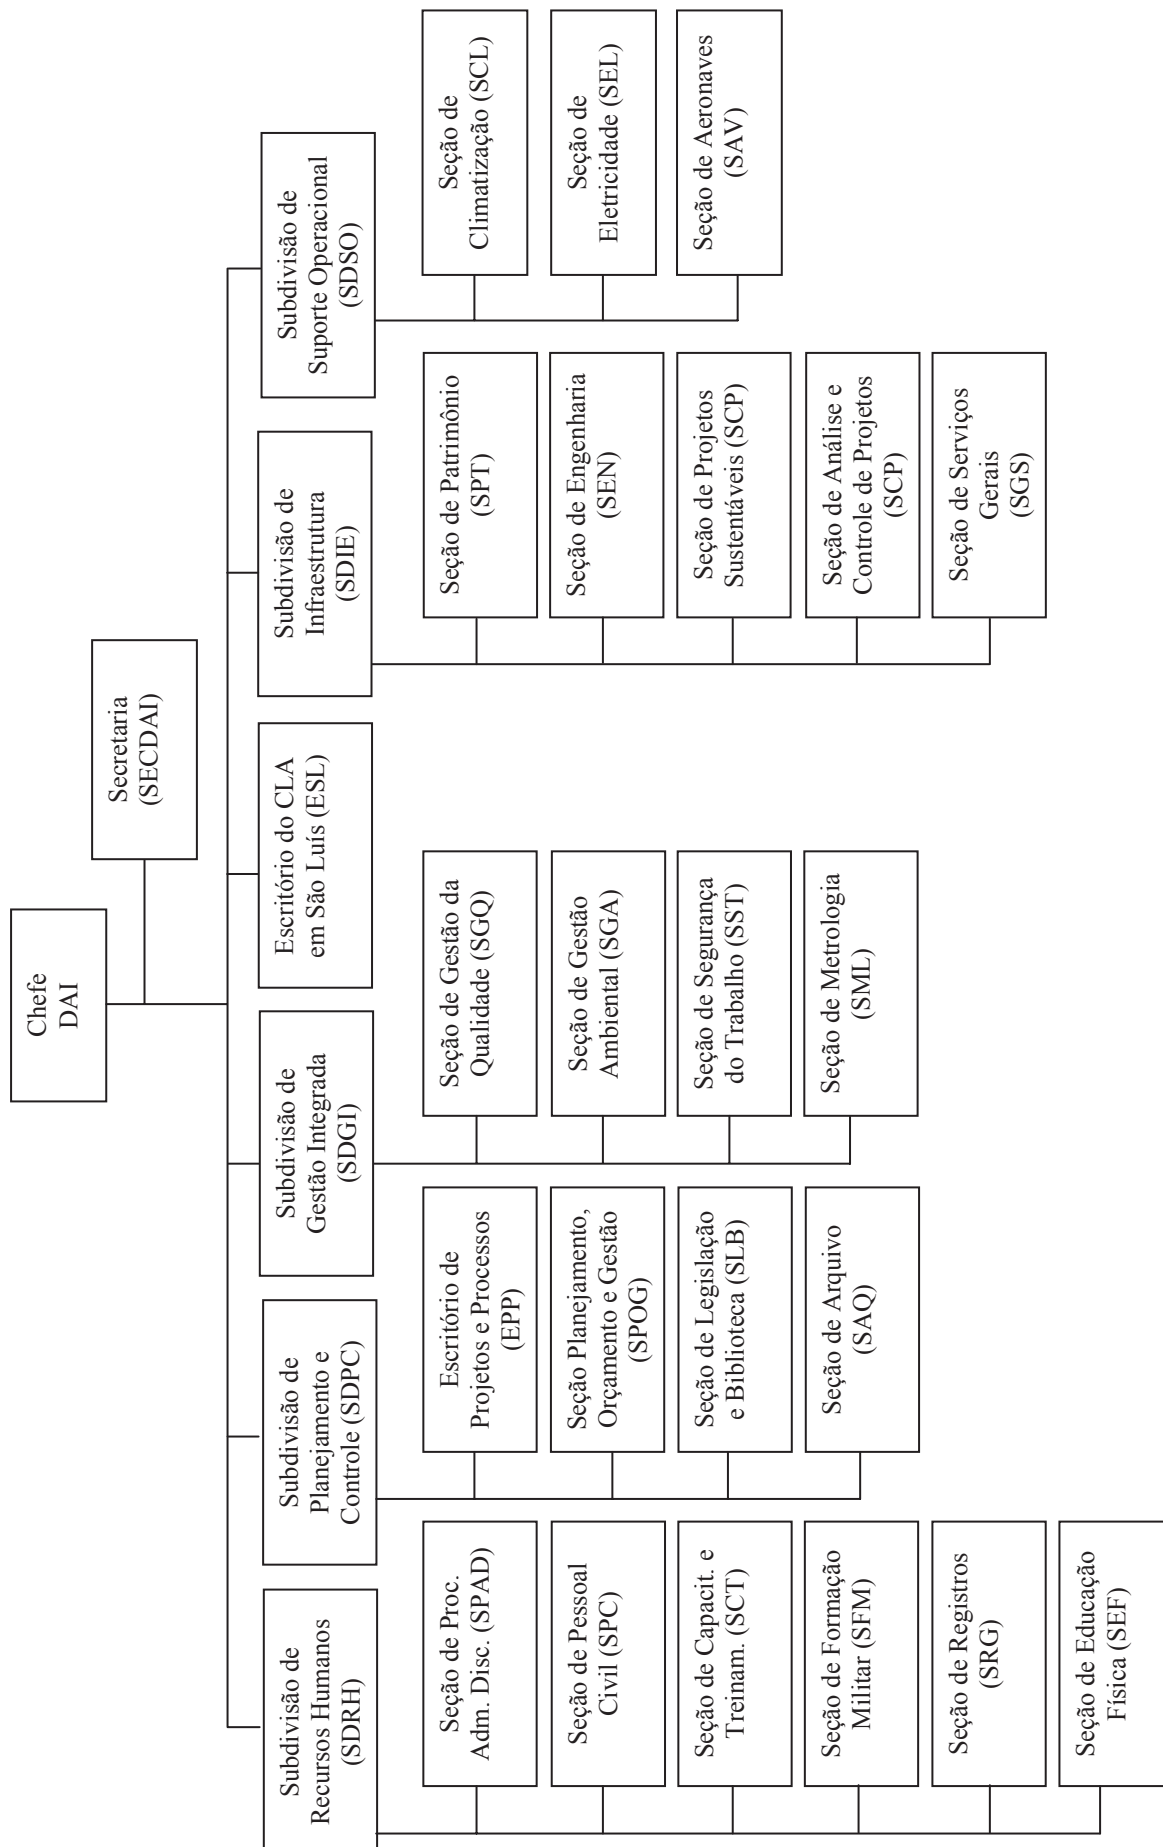 Chefe
DAI
Secretaria
(SECDAI)
Subdivisão de
Recursos Humanos
(SDRH)
Subdivisão de
Planejamento e
Controle (SDPC)
Subdivisão de
Gestão Integrada
(SDGI)
Escritório do CLA
em São Luís (ESL)
Subdivisão de
Infraestrutura
(SDIE)
Subdivisão de
Suporte Operacional
(SDSO)
Seção de Proc.
Adm. Disc. (SPAD)
Seção de Pessoal
Civil (SPC)
Seção de Capacit. e
Treinam. (SCT)
Seção de Formação
Militar (SFM)
Seção de Registros
(SRG)
Seção de Educação
Física (SEF)
Escritório de
Projetos e Processos
(EPP)
Seção Planejamento,
Orçamento e Gestão
(SPOG)
Seção de Legislação
e Biblioteca (SLB)
Seção de Arquivo
(SAQ)
Seção de Gestão da
Qualidade (SGQ)
Seção de Gestão
Ambiental (SGA)
Seção de Segurança
do Trabalho (SST)
Seção de Metrologia
(SML)
Seção de Patrimônio
(SPT)
Seção de Engenharia
(SEN)
Seção de Projetos
Sustentáveis (SCP)
Seção de Análise e
Controle de Projetos
(SCP)
Seção de Serviços
Gerais
(SGS)
Seção de
Climatização (SCL)
Seção de
Eletricidade (SEL)
Seção de Aeronaves
(SAV)